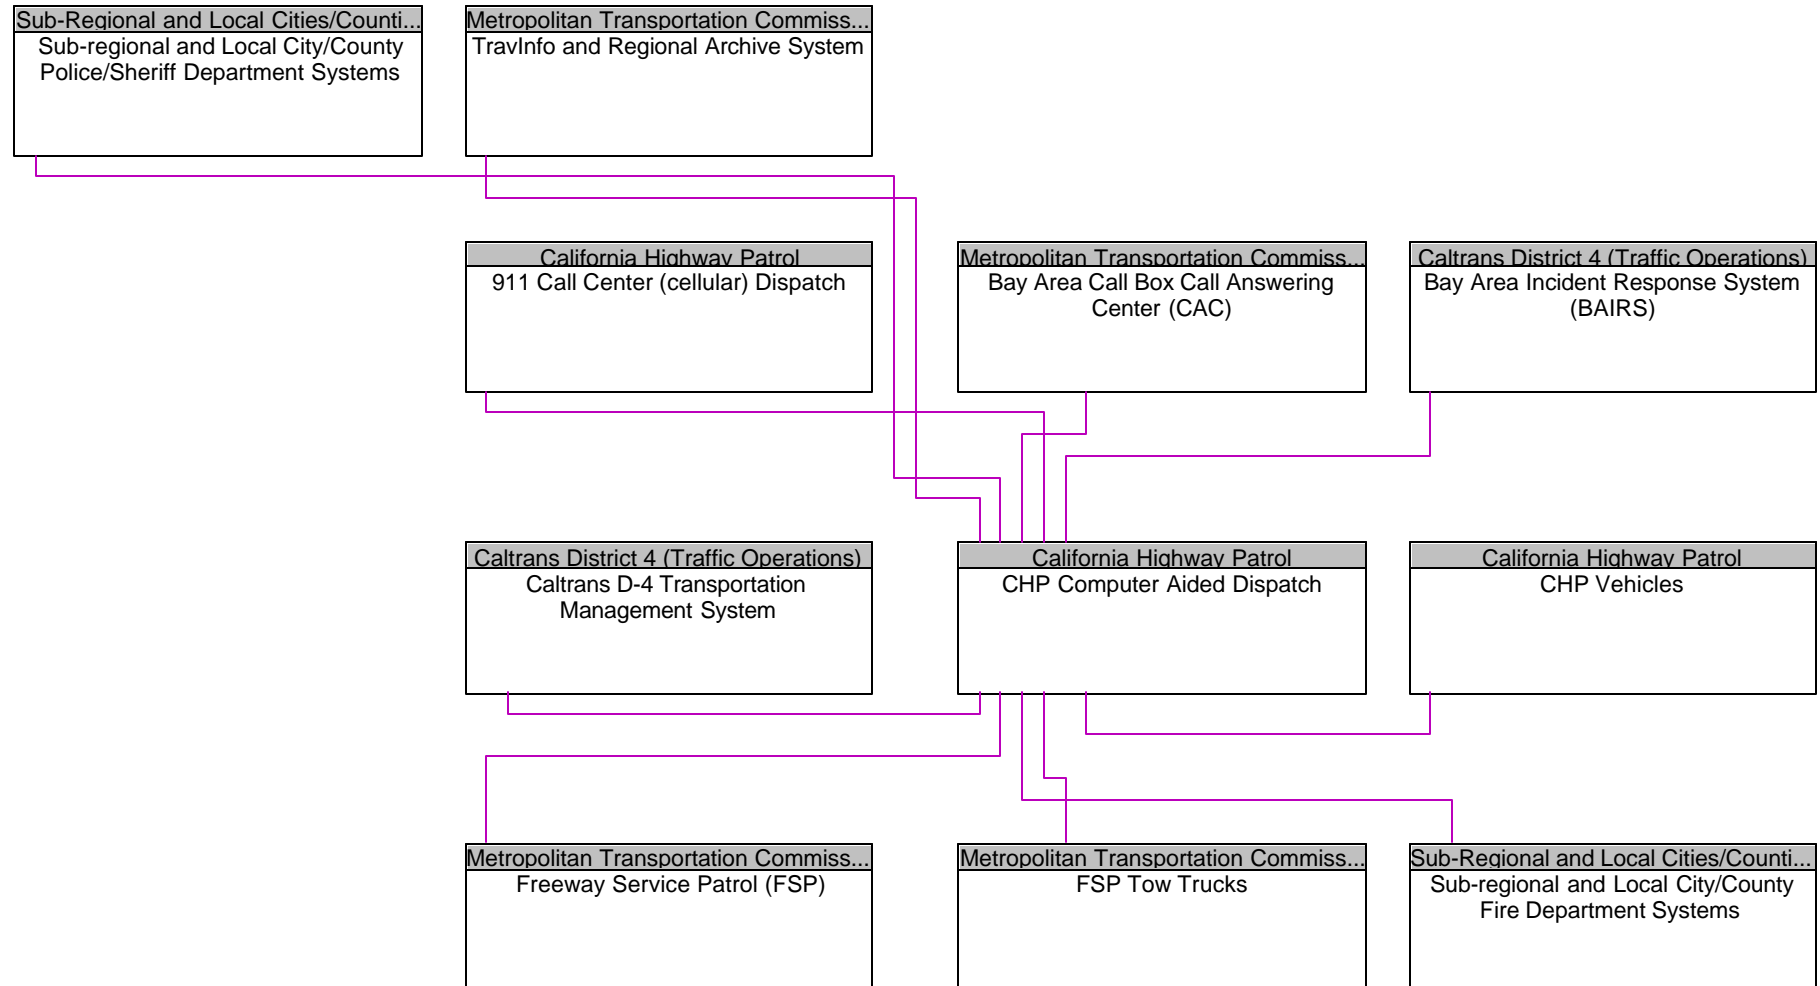 Sub-Regional and Local Cities/Counti...
Sub-regional and Local City/County
Police/Sheriff Department Systems
Metropolitan Transportation Commiss...
TravInfo and Regional Archive System
California Highway Patrol
911 Call Center (cellular) Dispatch
Metropolitan Transportation Commiss...
Bay Area Call Box Call Answering
Center (CAC)
Caltrans District 4 (Traffic Operations)
Bay Area Incident Response System
(BAIRS)
Caltrans District 4 (Traffic Operations)
Caltrans D-4 Transportation
Management System
California Highway Patrol
CHP Computer Aided Dispatch
California Highway Patrol
CHP Vehicles
Metropolitan Transportation Commiss...
Freeway Service Patrol (FSP)
Metropolitan Transportation Commiss...
FSP Tow Trucks
Sub-Regional and Local Cities/Counti...
Sub-regional and Local City/County
Fire Department Systems